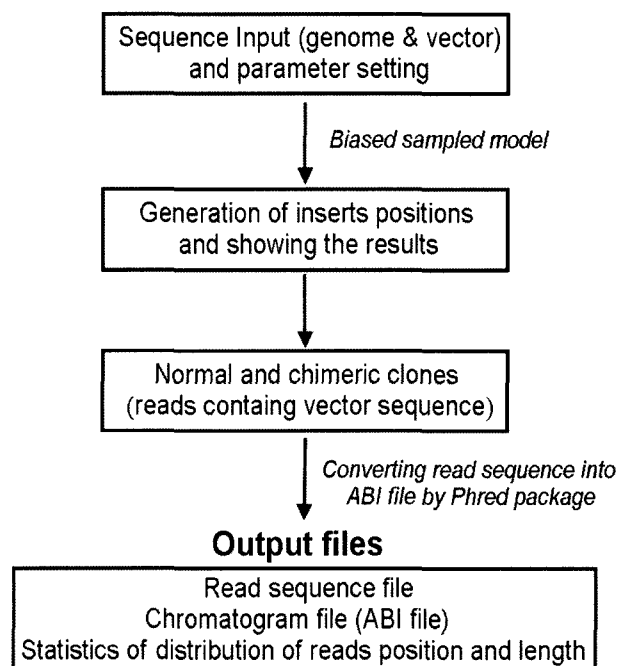 Sequence Input (genome & vector)
and parameter setting
Biased sampled model
Generation of inserts positions
and showing the results
Normal and chimeric clones
(reads containg vector sequence)
Converting read sequence into
ABI file by Phred package
Output files
Read sequence file
Chromatogram file (ABI file)
Statistics of distribution of reads position and length